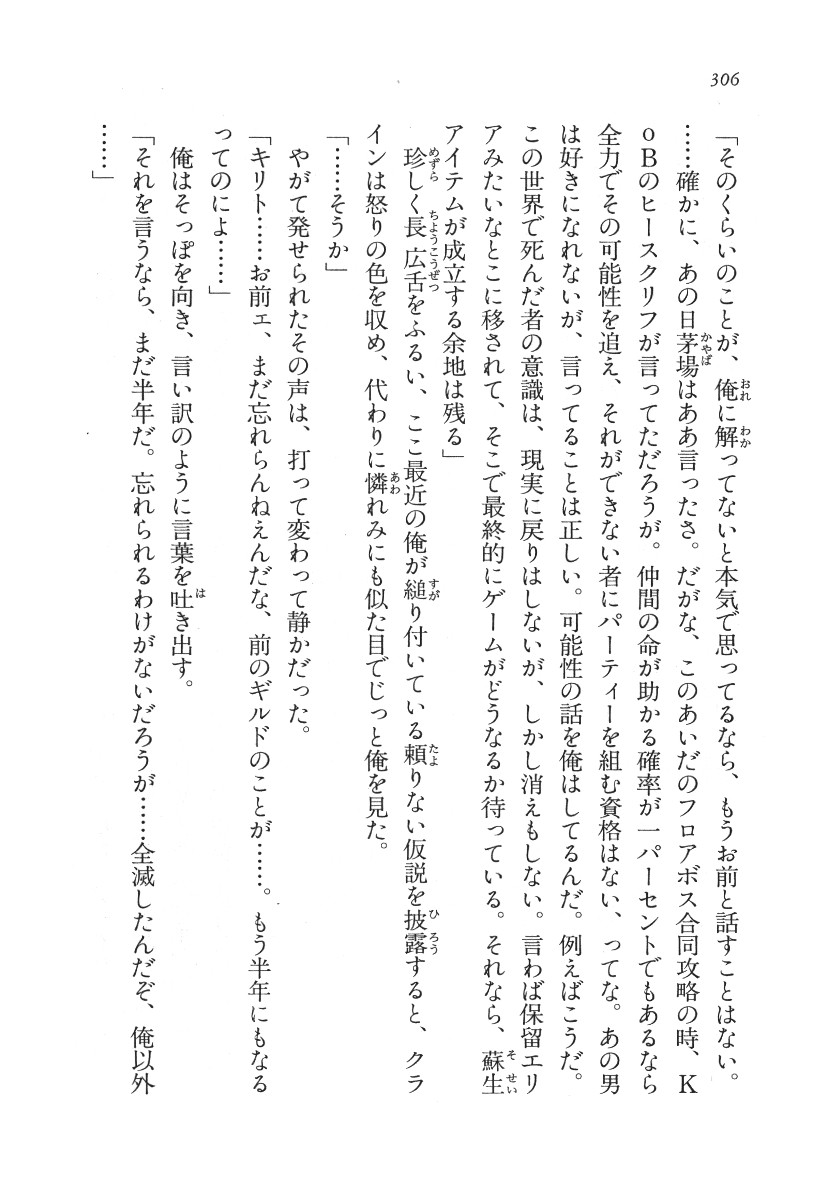 306
「そのくらいのことが、俺に解ってないと本気で思ってるなら、もうお前と話すことはない。
……確かに、あの日茅場はああ言ったさ。だがな、このあいだのフロアボス合同攻略の時、K
oBのヒースクリフが言ってただろうが。仲間の命が助かる確率が一パーセントでもあるなら
全力でその可能性を追え、それができない者にパーティーを組む資格はない、ってな。あの男
は好きになれないが、言ってることは正しい。可能性の話を俺はしてるんだ。例えばこうだ。
この世界で死んだ者の意識は、現実に戻りはしないが、しかし消えもしない。言わば保留エリ
アみたいなとこに移されて、そこで最終的にゲームがどうなるか待っている。それなら、蘇生
アイテムが成立する余地は残る」
　珍しく長広舌をふるい、ここ最近の俺が縋り付いている頼りない仮説を披露すると、クラ
インは怒りの色を収め、代わりに憐れみにも似た目でじっと俺を見た。
「……そうか」
　やがて発せられたその声は、打って変わって静かだった。
「キリト……お前ェ、まだ忘れらんねえんだな、前のギルドのことが……。もう半年にもなる
ってのによ……」
　俺はそっぽを向き、言い訳のように言葉を吐き出す。
「それを言うなら、まだ半年だ。忘れられるわけがないだろうが……全滅したんだぞ、俺以外
……」